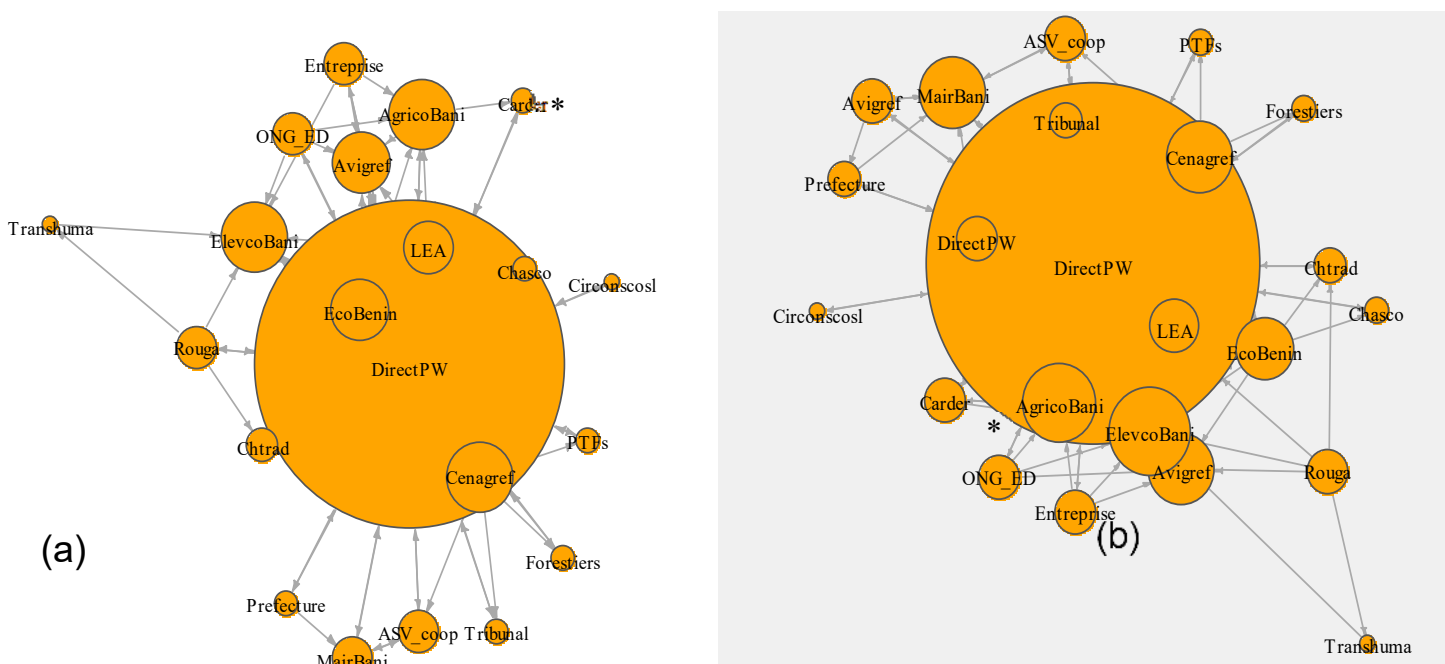 Entreprise
AgricoBani
Carder *
ONG_ED
Avigref
Transhuma
ElevcoBani
LEA
Chasco
Circonscosl
EcoBenin
Rouga
DirectPW
Chtrad
PTFs
Cenagref
(a)
Forestiers
Prefecture
ASV_coop
Tribunal
MairBani
ASV_coop
PTFs
Avigref
MairBani
Tribunal
Forestiers
Cenagref
Prefecture
DirectPW
DirectPW
Chtrad
Circonscosl
Chasco
LEA
EcoBenin
Carder
AgricoBani
*
ElevcoBani
ONG_ED
Avigref
Rouga
Entreprise
(b)
Transhuma